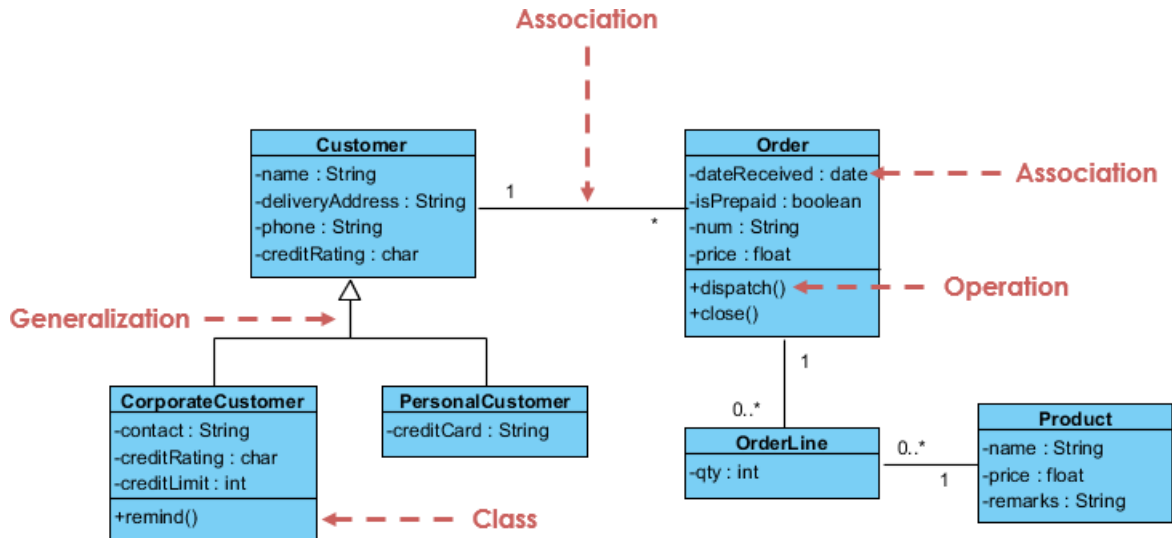 Association
Customer
-name : String
-deliveryAddress : String
-phone : String
-creditRating : char
1
*
Order
-dateReceived : date
-isPrepaid : boolean
-num : String
-price : float
+dispatch()
+close()
Association
Operation
Generalization
CorporateCustomer
-contact : String
-creditRating : char
-creditLimit : int
+remind()
Class
PersonalCustomer
-creditCard : String
1
0..*
OrderLine
-qty : int
0..*
1
Product
-name : String
-price : float
-remarks : String